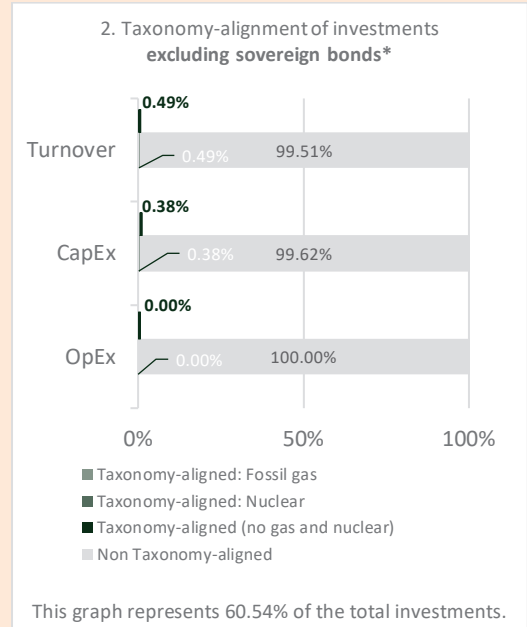 2. Taxonomy-alignment of investments
excluding sovereign bonds*
0.49%
Turnover
0.49%
99.51%
0.38%
CapEx
0.38%
99.62%
0.00%
OpEx
0.00%
100.00%
0%
50%
100%
Taxonomy-aligned: Fossil gas
Taxonomy-aligned: Nuclear
Taxonomy-aligned (no gas and nuclear)
Non Taxonomy-aligned
This graph represents 60.54% of the total investments.